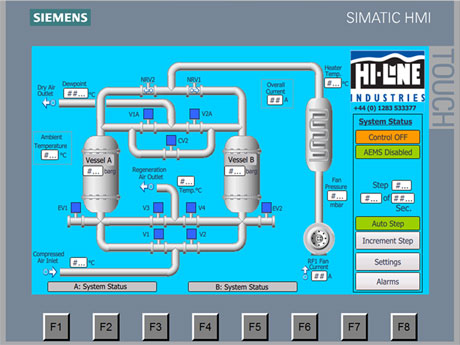 SIEMENS
SIMATIC HMI
TOUCH
NRV2
NRV1
Heater
Temp.
#... °C
Dry Air
Outlet
Dewpoint
##... °C
Overall
Current
## A
HI-LINE
INDUSTRIES
+44 (0) 1283 533377
V1A
V2A
CV2
System Status
Control OFF
AEMS Disabled
Ambient
Temperature
#... °C
Vessel A
#... barg
Vessel B
#... barg
Regeneration
Air Outlet
#...
Temp.°C
Fan
Pressure
#...
mbar
Step #...
#... of ##...
Sec.
EV1
V3
V4
EV2
V1
V2
Auto Step
Increment Step
Settings
Alarms
Compressed
Air Inlet
#... °C
RF1 Fan
Current
## A
A: System Status
B: System Status
F1
F2
F3
F4
F5
F6
F7
F8